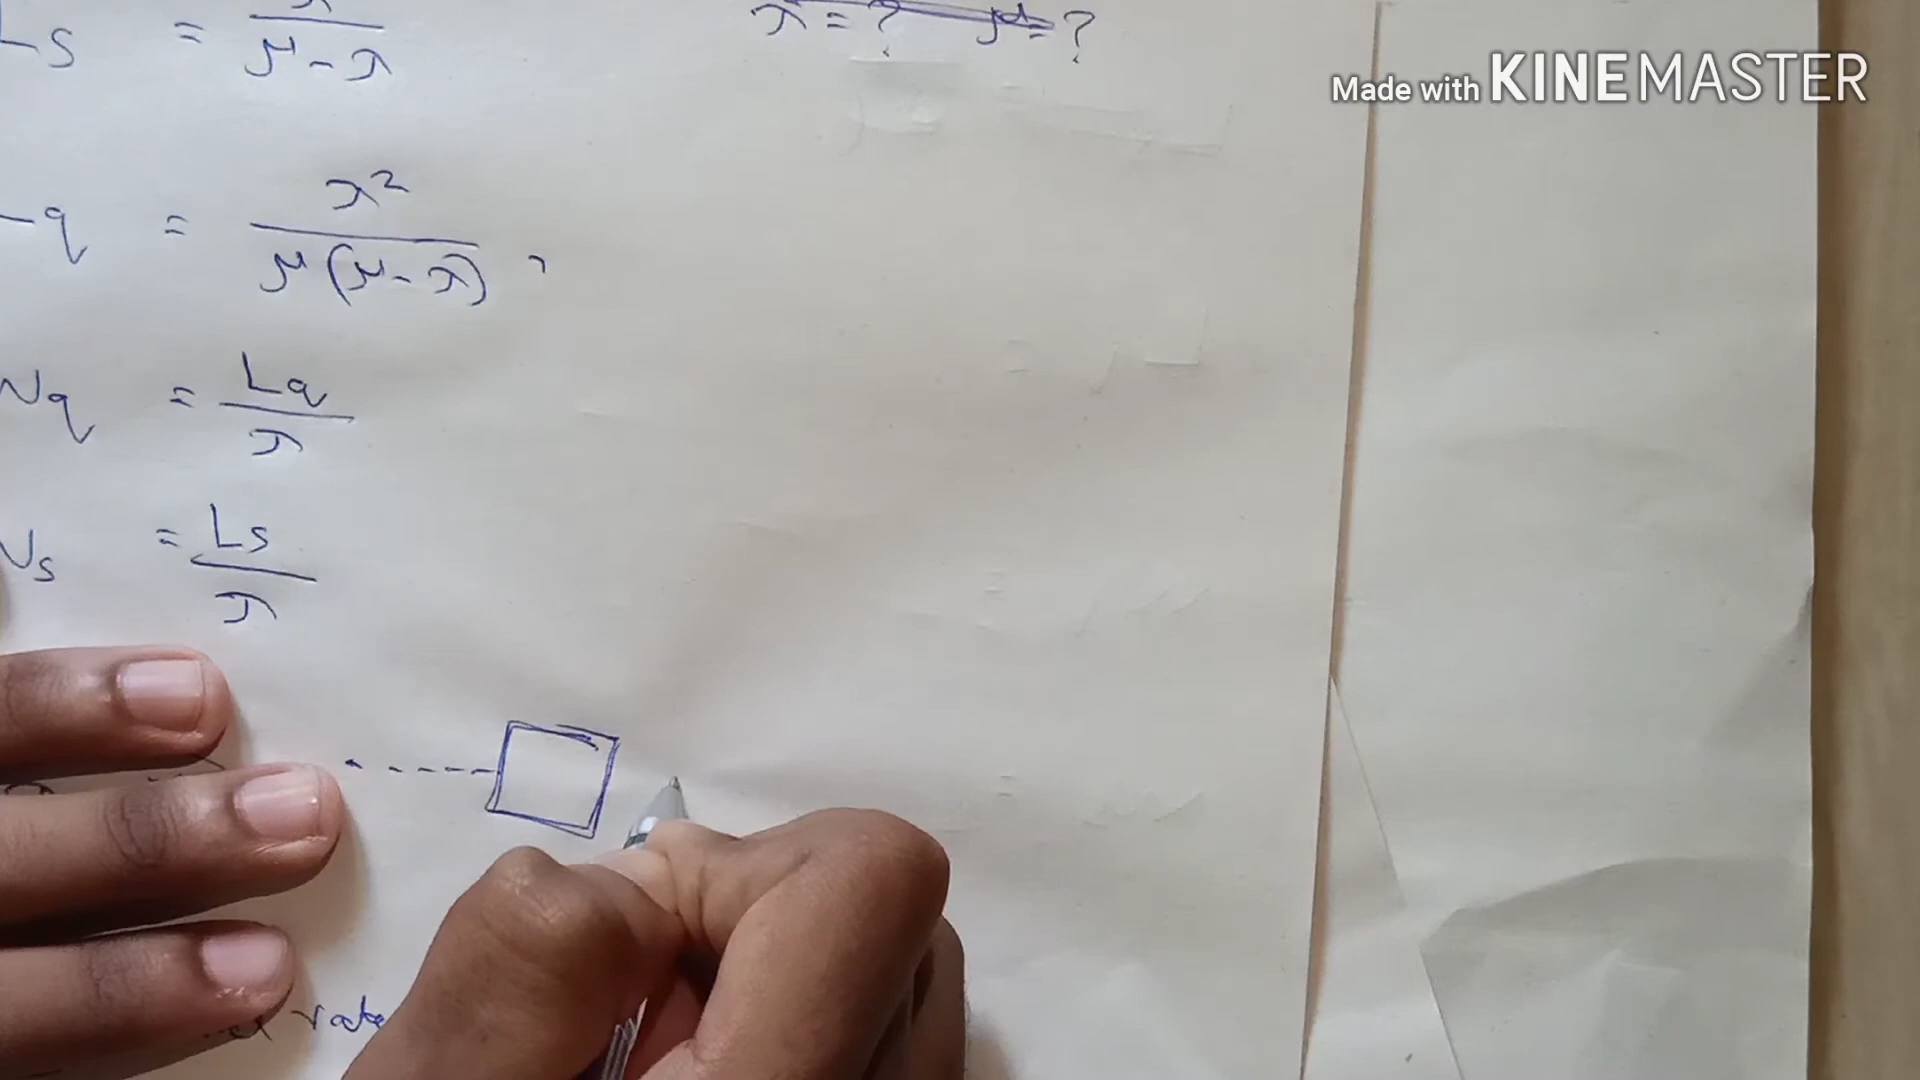 Ls = λ / μ - λ
λ = ? μ = ?
Made with KINEMASTER
Lq = λ² / μ (μ - λ) ,
Wq = Lq / λ
Ws = Ls / λ
rate